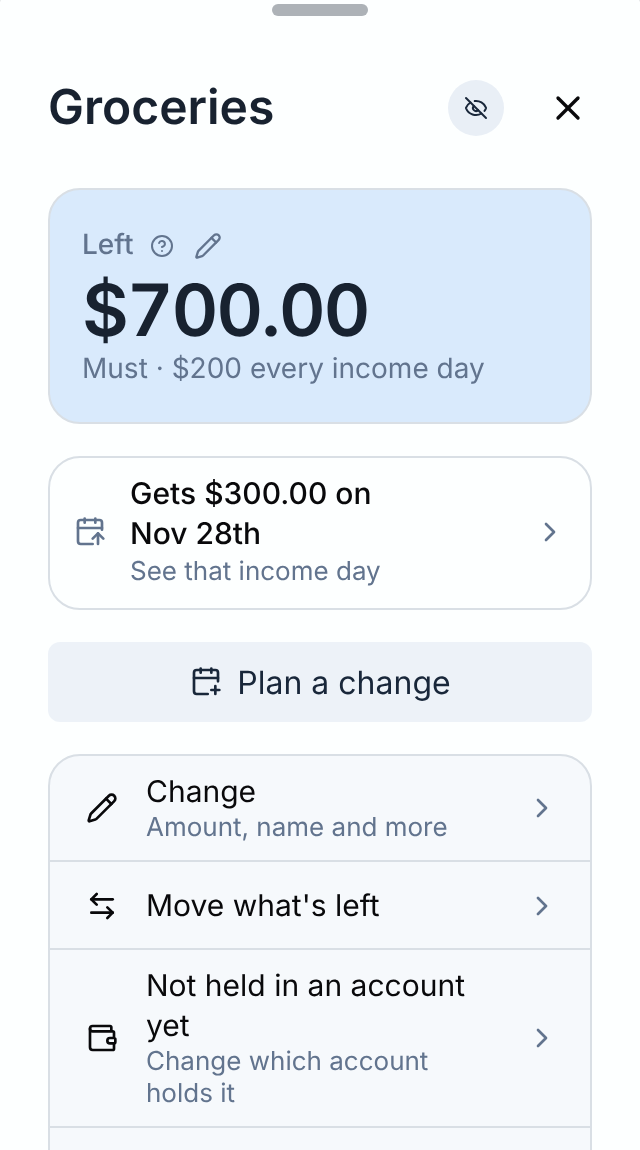 Groceries
Left
$700.00
Must · $200 every income day
Gets $300.00 on
Nov 28th
See that income day
Plan a change
Change
Amount, name and more
Move what's left
Not held in an account
yet
Change which account
holds it